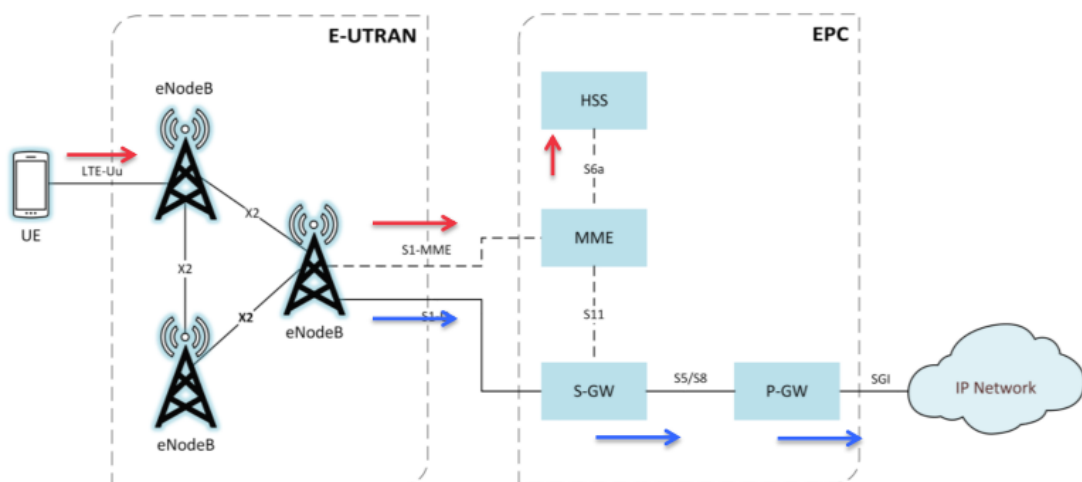 E-UTRAN
EPC
eNodeB
HSS
LTE-Uu
S6a
UE
X2
S1-MME
MME
X2
X2
eNodeB
S11
eNodeB
S-GW
S5/S8
P-GW
SGI
IP Network